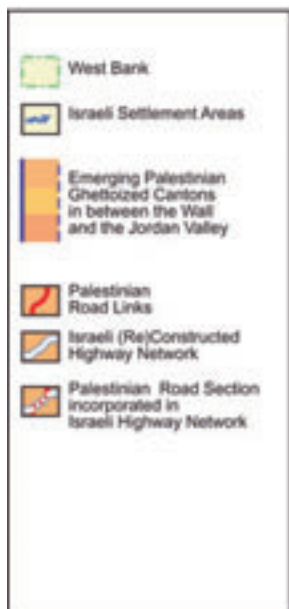 West Bank
Israeli Settlement Areas
Emerging Palestinian
Ghettoized Cantons
in between the Wall
and the Jordan Valley
Palestinian
Road Links
Israeli (Re)Constructed
Highway Network
Palestinian Road Section
incorporated in
Israeli Highway Network